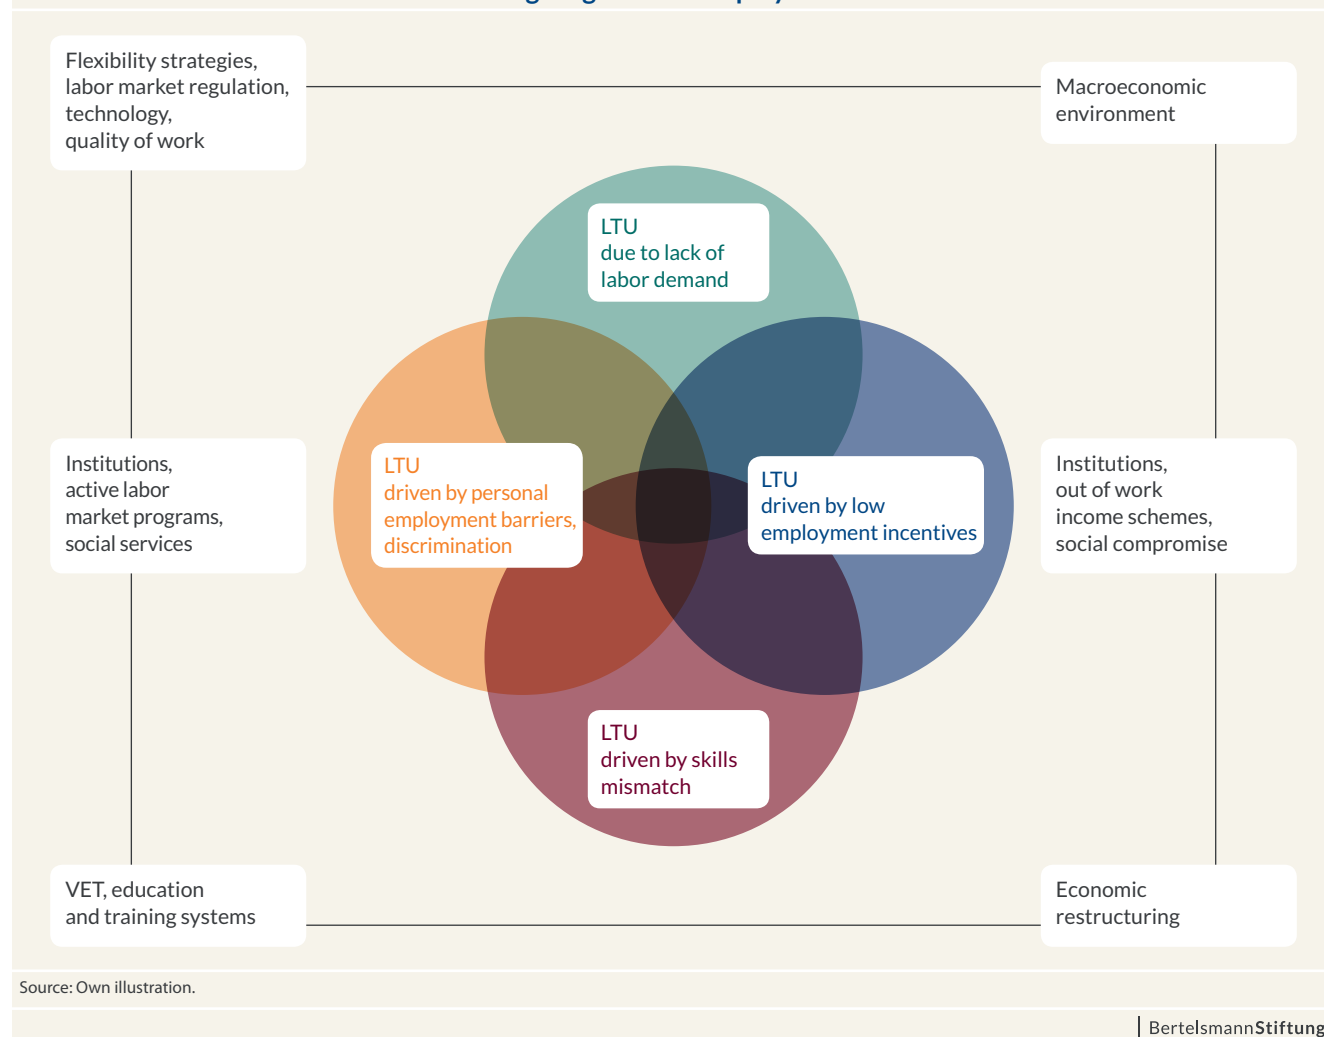 Flexibility strategies,
labor market regulation,
technology,
quality of work
Macroeconomic
environment
LTU
due to lack of
labor demand
Institutions,
active labor
market programs,
social services
LTU
driven by personal
employment barriers,
discrimination
LTU
driven by low
employment incentives
Institutions,
out of work
income schemes,
social compromise
LTU
driven by skills
mismatch
VET, education
and training systems
Economic
restructuring
Source: Own illustration.
BertelsmannStiftung